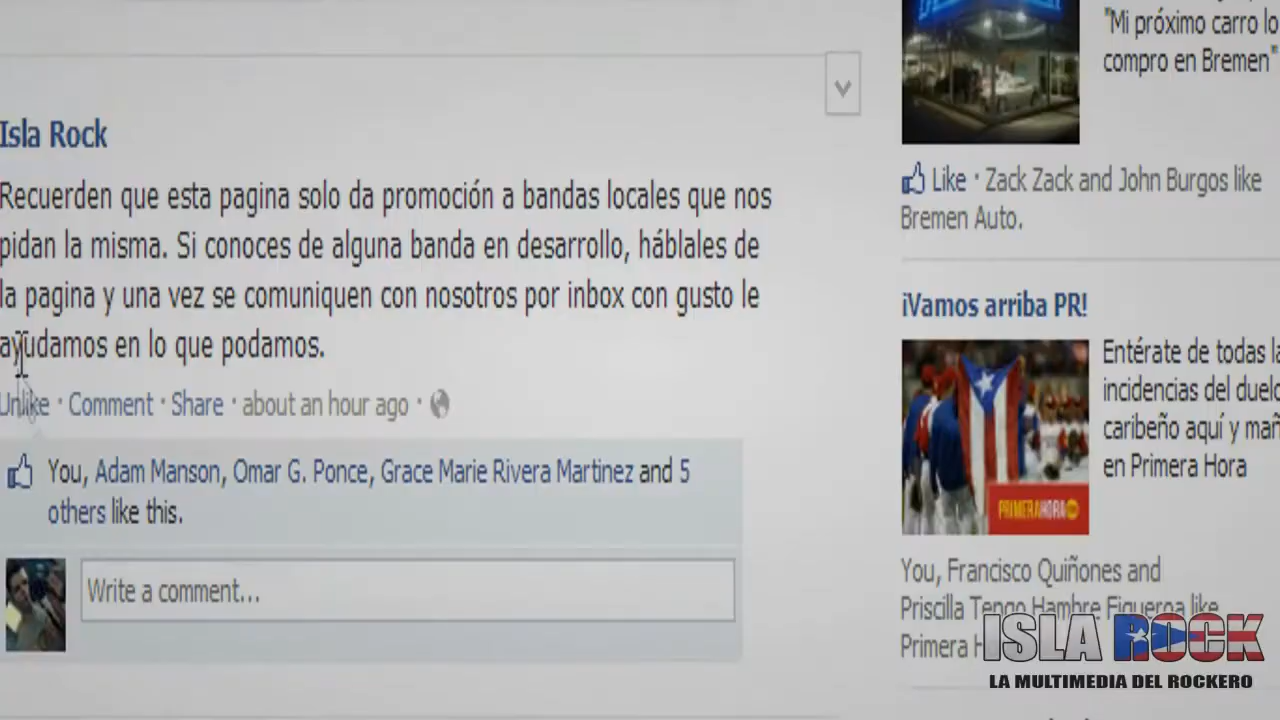 Isla Rock
Recuerden que esta pagina solo da promoción a bandas locales que nos
pidan la misma. Si conoces de alguna banda en desarrollo, háblales de
la pagina y una vez se comuniquen con nosotros por inbox con gusto le
ayudamos en lo que podamos.
Unlike · Comment · Share · about an hour ago ·
You, Adam Manson, Omar G. Ponce, Grace Marie Rivera Martinez and 5
others like this.
Write a comment...
"Mi próximo carro lo
compro en Bremen"
Like · Zack Zack and John Burgos like
Bremen Auto.
¡Vamos arriba PR!
Entérate de todas
incidencias del
caribeño aquí y
en Primera Hora
PRIMERAHORA
You, Francisco Quiñones and
Priscilla Tengo Hambre Figueroa like
Primera
ISLA ROCK
LA MULTIMEDIA DEL ROCKERO